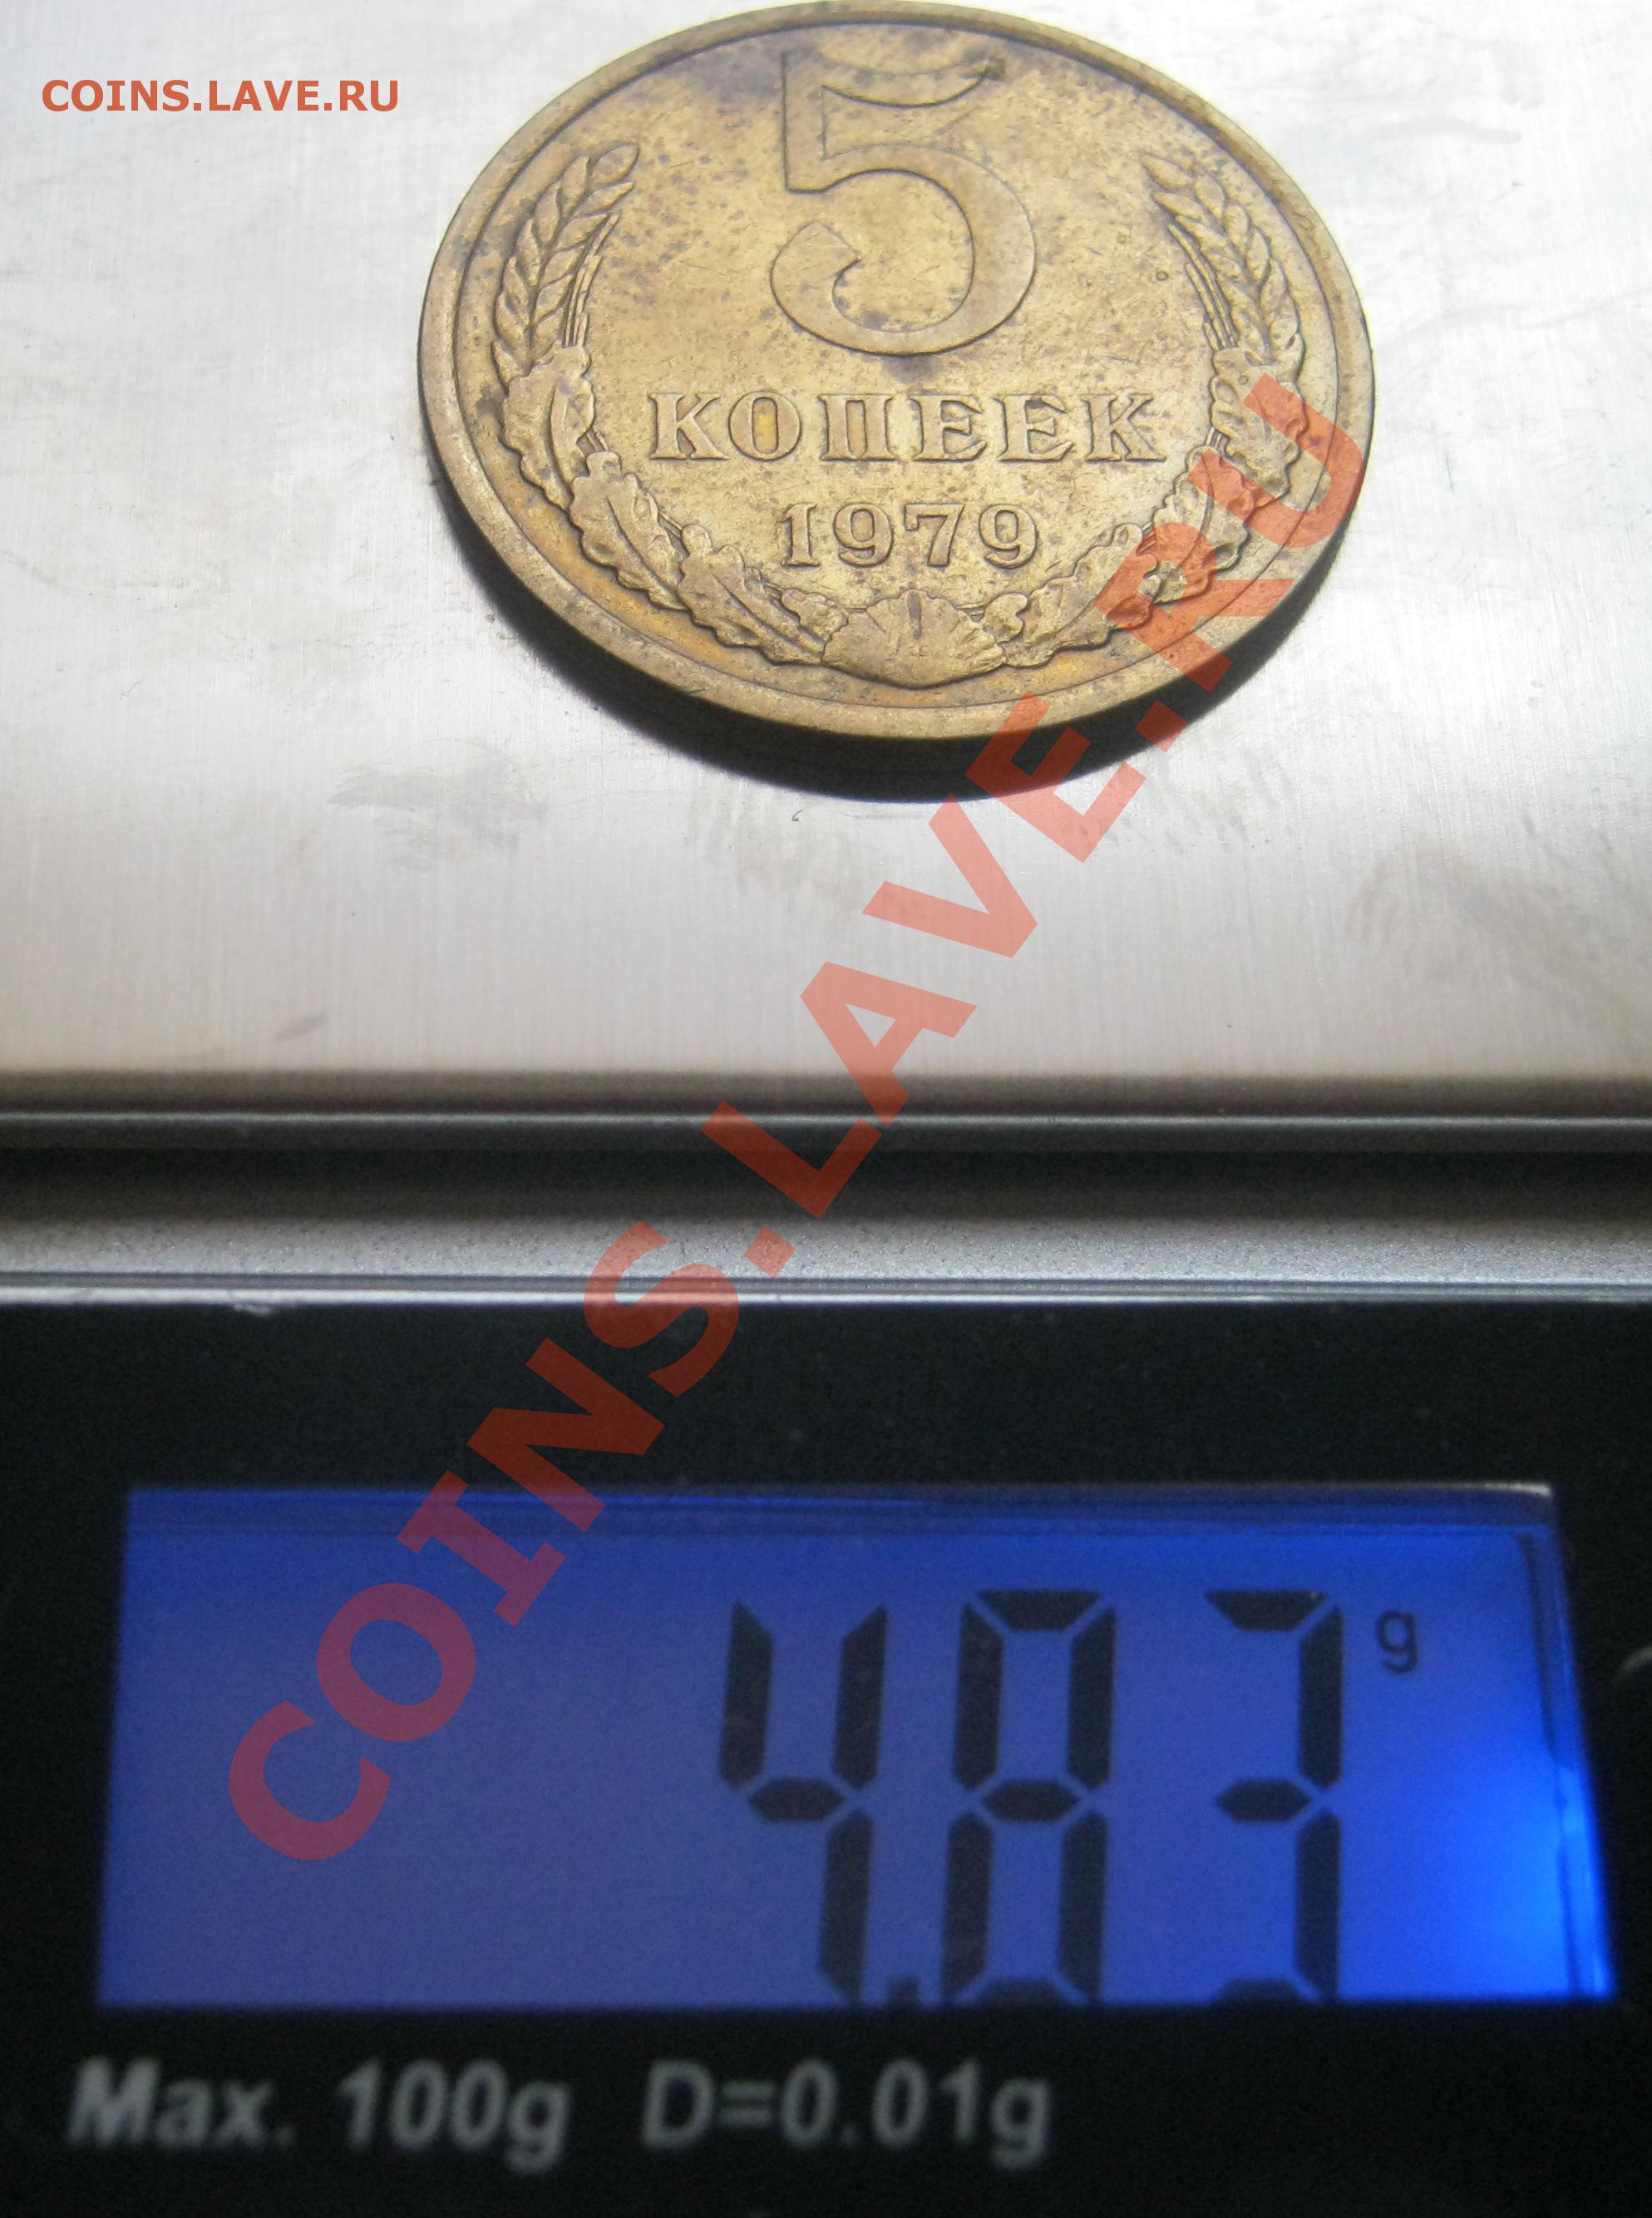 COINS.LAVE.RU
5
КОПЕЕК
1979
COINS.LAVE.RU
4.83 g
Max. 100g D=0.01g